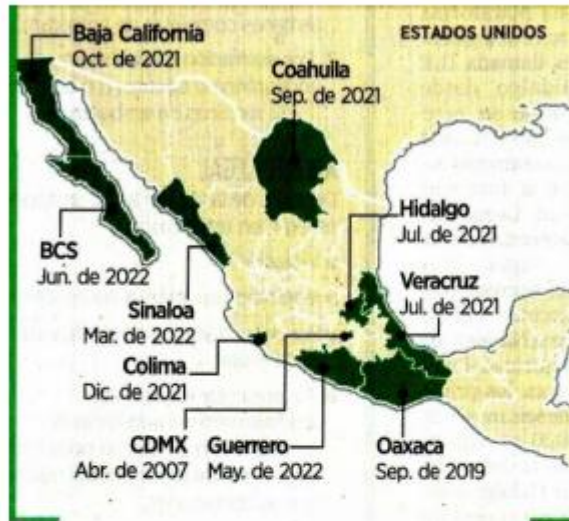 Baja California
Oct. de 2021
ESTADOS UNIDOS
Coahuila
Sep. de 2021
Hidalgo
Jul. de 2021
BCS
Jun. de 2022
Veracruz
Jul. de 2021
Sinaloa
Mar. de 2022
Colima
Dic. de 2021
CDMX
Abr. de 2007
Guerrero
May. de 2022
Oaxaca
Sep. de 2019